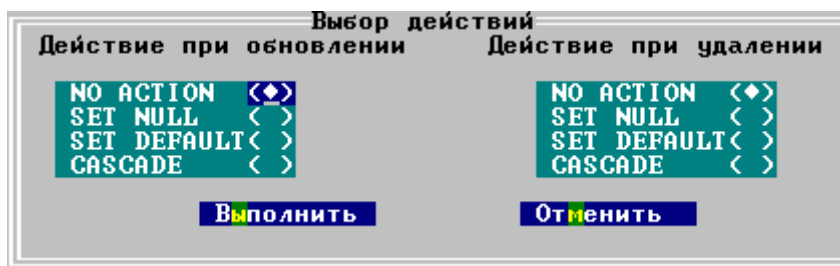 Выбор действий
Действие при обновлении Действие при удалении
NO ACTION (♦) NO ACTION (♦)
SET NULL ( ) SET NULL ( )
SET DEFAULT( ) SET DEFAULT( )
CASCADE ( ) CASCADE ( )
Выполнить Отменить